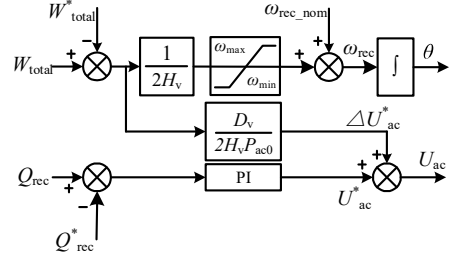 W*total
ωrec_nom
+ −
Wtotal
1
2Hv
ωmax
ωmin
+
+
ωrec
∫
θ
Dv
2HvPac0
△U*ac
Qrec
+
−
PI
+
+
U*ac
Uac
Q*rec